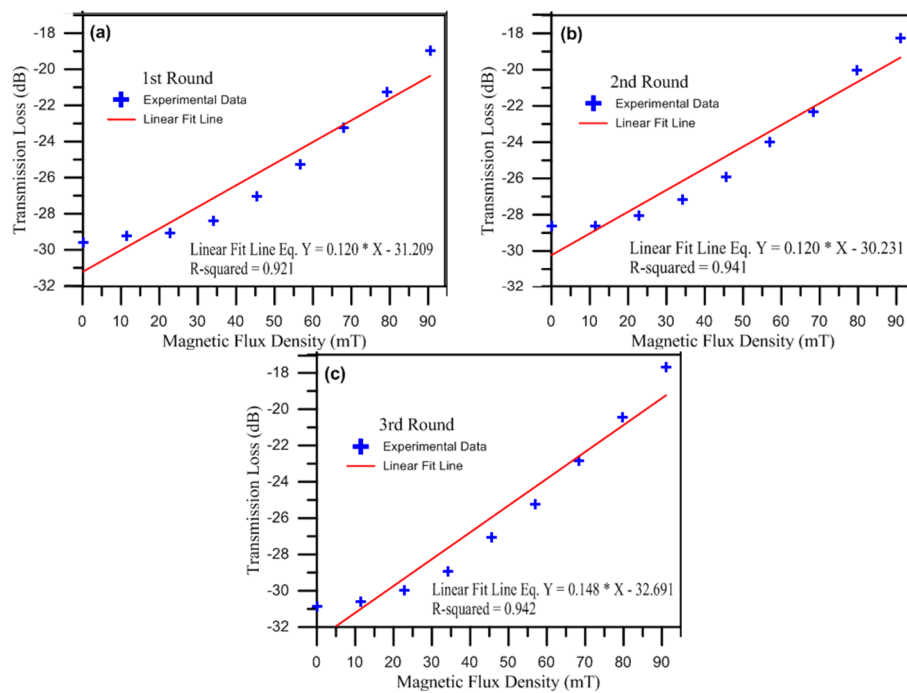 (a)
1st Round
Experimental Data
Linear Fit Line
Linear Fit Line Eq. Y = 0.120 * X - 31.209
R-squared = 0.921
Transmission Loss (dB)
-18
-20
-22
-24
-26
-28
-30
-32
0 10 20 30 40 50 60 70 80 90
Magnetic Flux Density (mT)
(b)
2nd Round
Experimental Data
Linear Fit Line
Linear Fit Line Eq. Y = 0.120 * X - 30.231
R-squared = 0.941
Transmission Loss (dB)
-18
-20
-22
-24
-26
-28
-30
-32
0 10 20 30 40 50 60 70 80 90
Magnetic Flux Density (mT)
(c)
3rd Round
Experimental Data
Linear Fit Line
Linear Fit Line Eq. Y = 0.148 * X - 32.691
R-squared = 0.942
Transmission Loss (dB)
-18
-20
-22
-24
-26
-28
-30
-32
0 10 20 30 40 50 60 70 80 90
Magnetic Flux Density (mT)